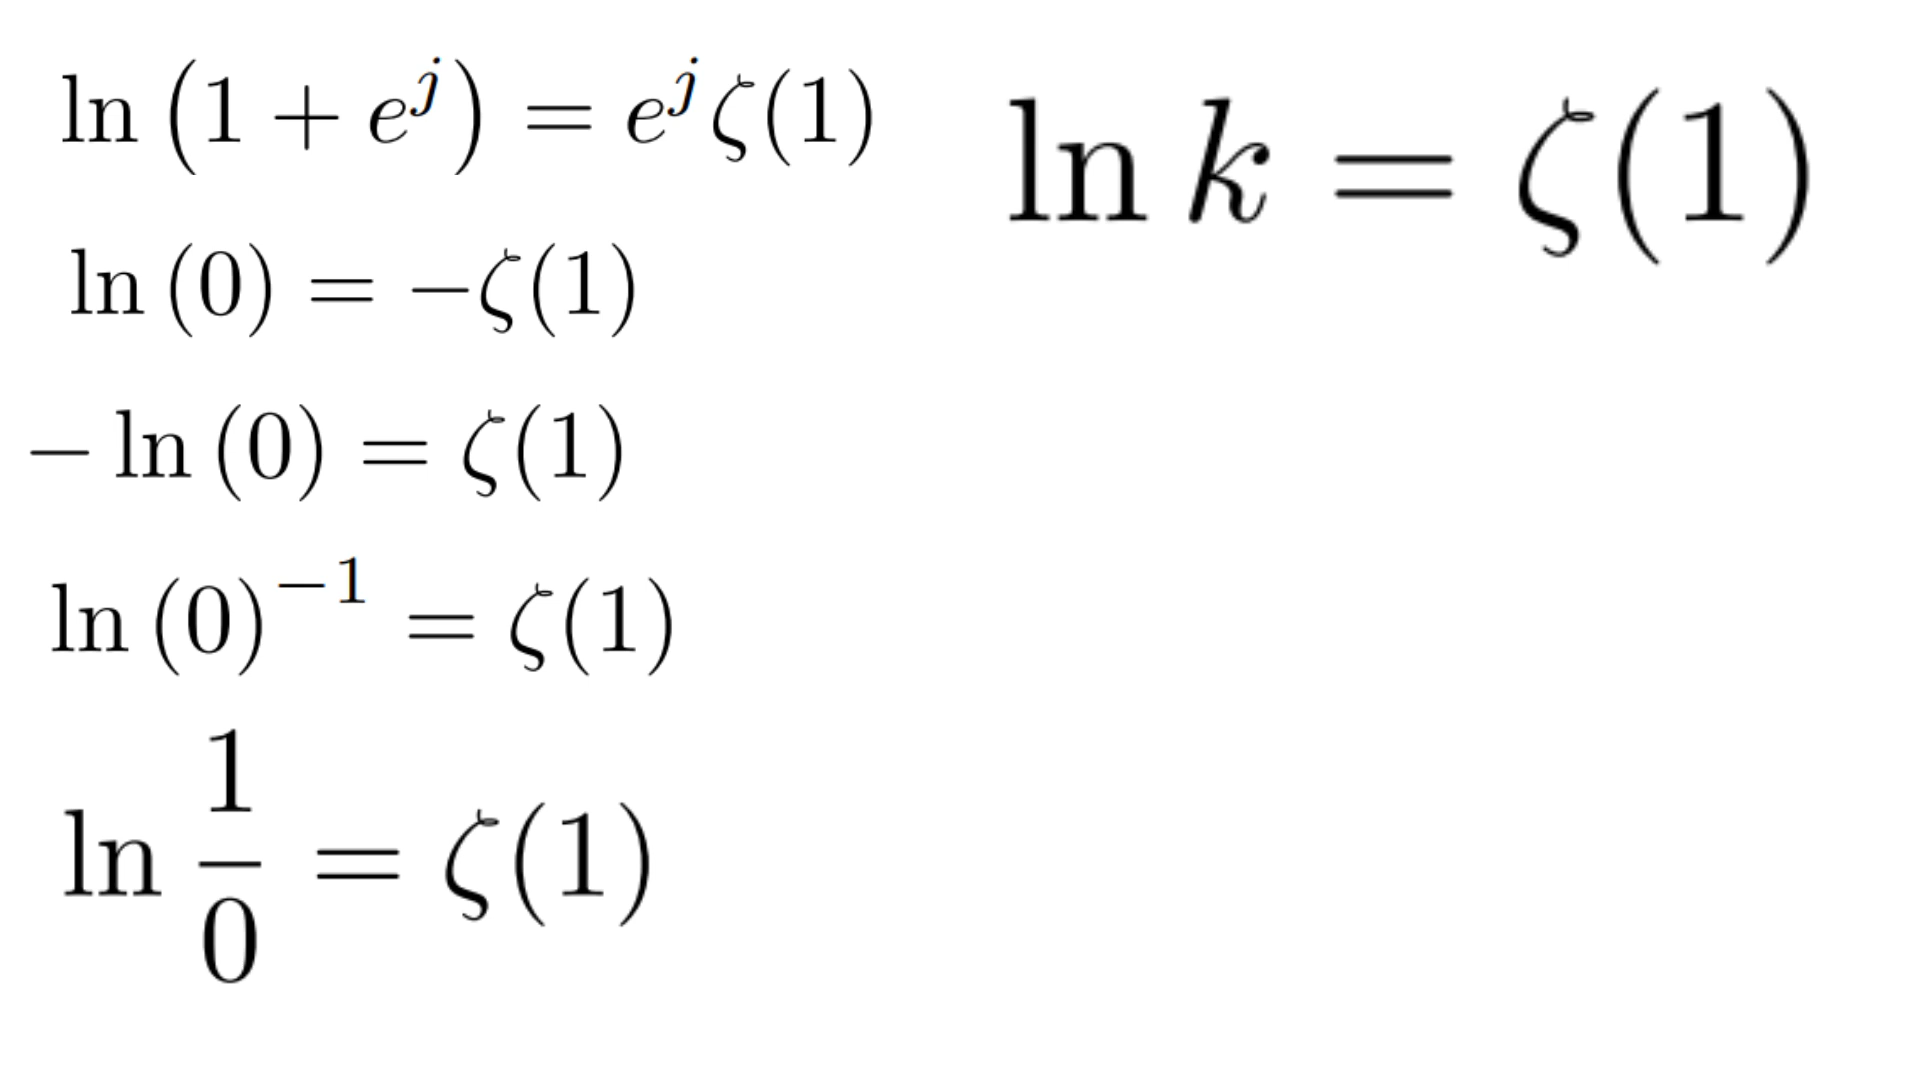 ln (1 + e^j) = e^j ζ(1)
ln (0) = −ζ(1)
− ln (0) = ζ(1)
ln (0)^−1 = ζ(1)
ln 1/0 = ζ(1)
ln k = ζ(1)